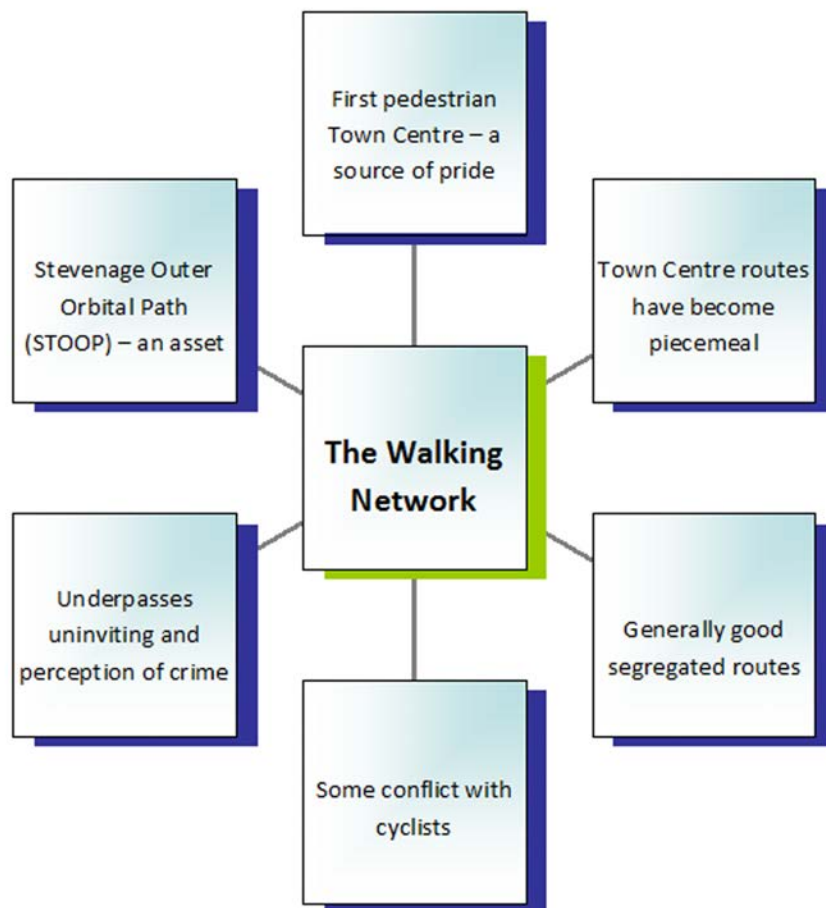 First pedestrian
Town Centre – a
source of pride
Stevenage Outer
Orbital Path
(STOOP) – an asset
Town Centre routes
have become
piecemeal
The Walking
Network
Underpasses
uninviting and
perception of crime
Generally good
segregated routes
Some conflict with
cyclists